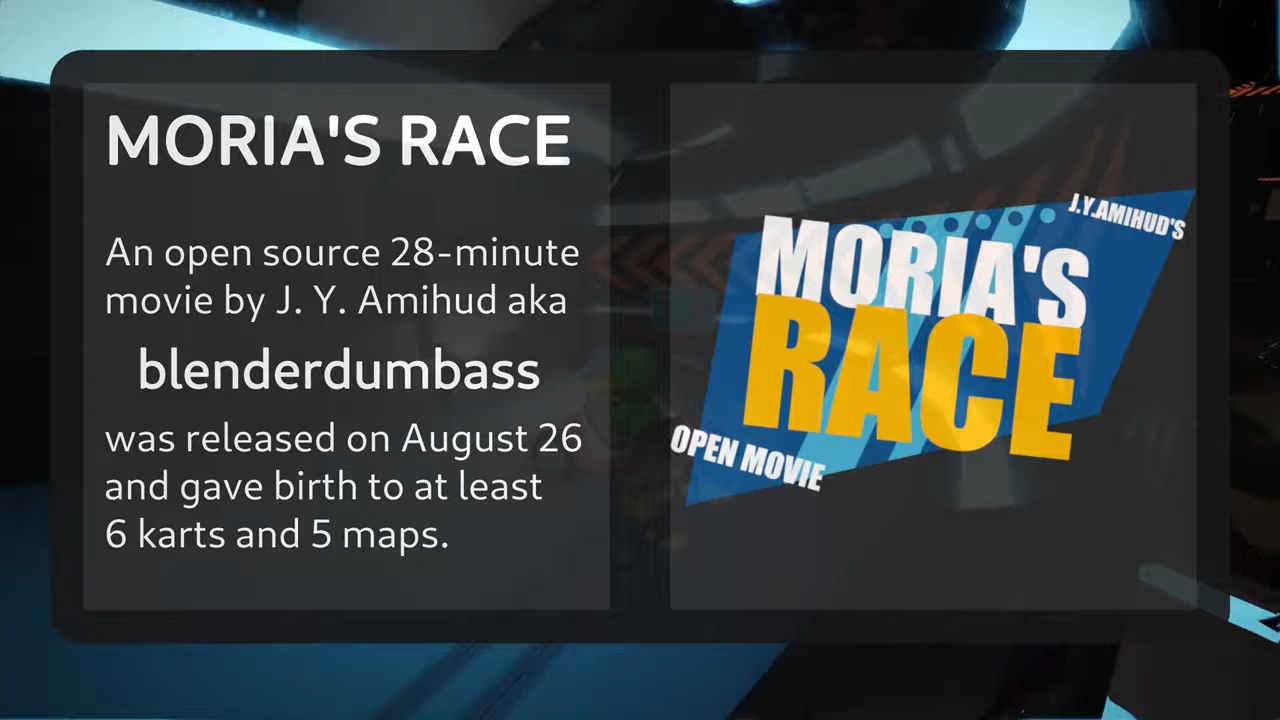 MORIA'S RACE
An open source 28-minute
movie by J. Y. Amihud aka
blenderdumbass
was released on August 26
and gave birth to at least
6 karts and 5 maps.
J.Y.AMIHUD'S
MORIA'S
RACE
OPEN MOVIE